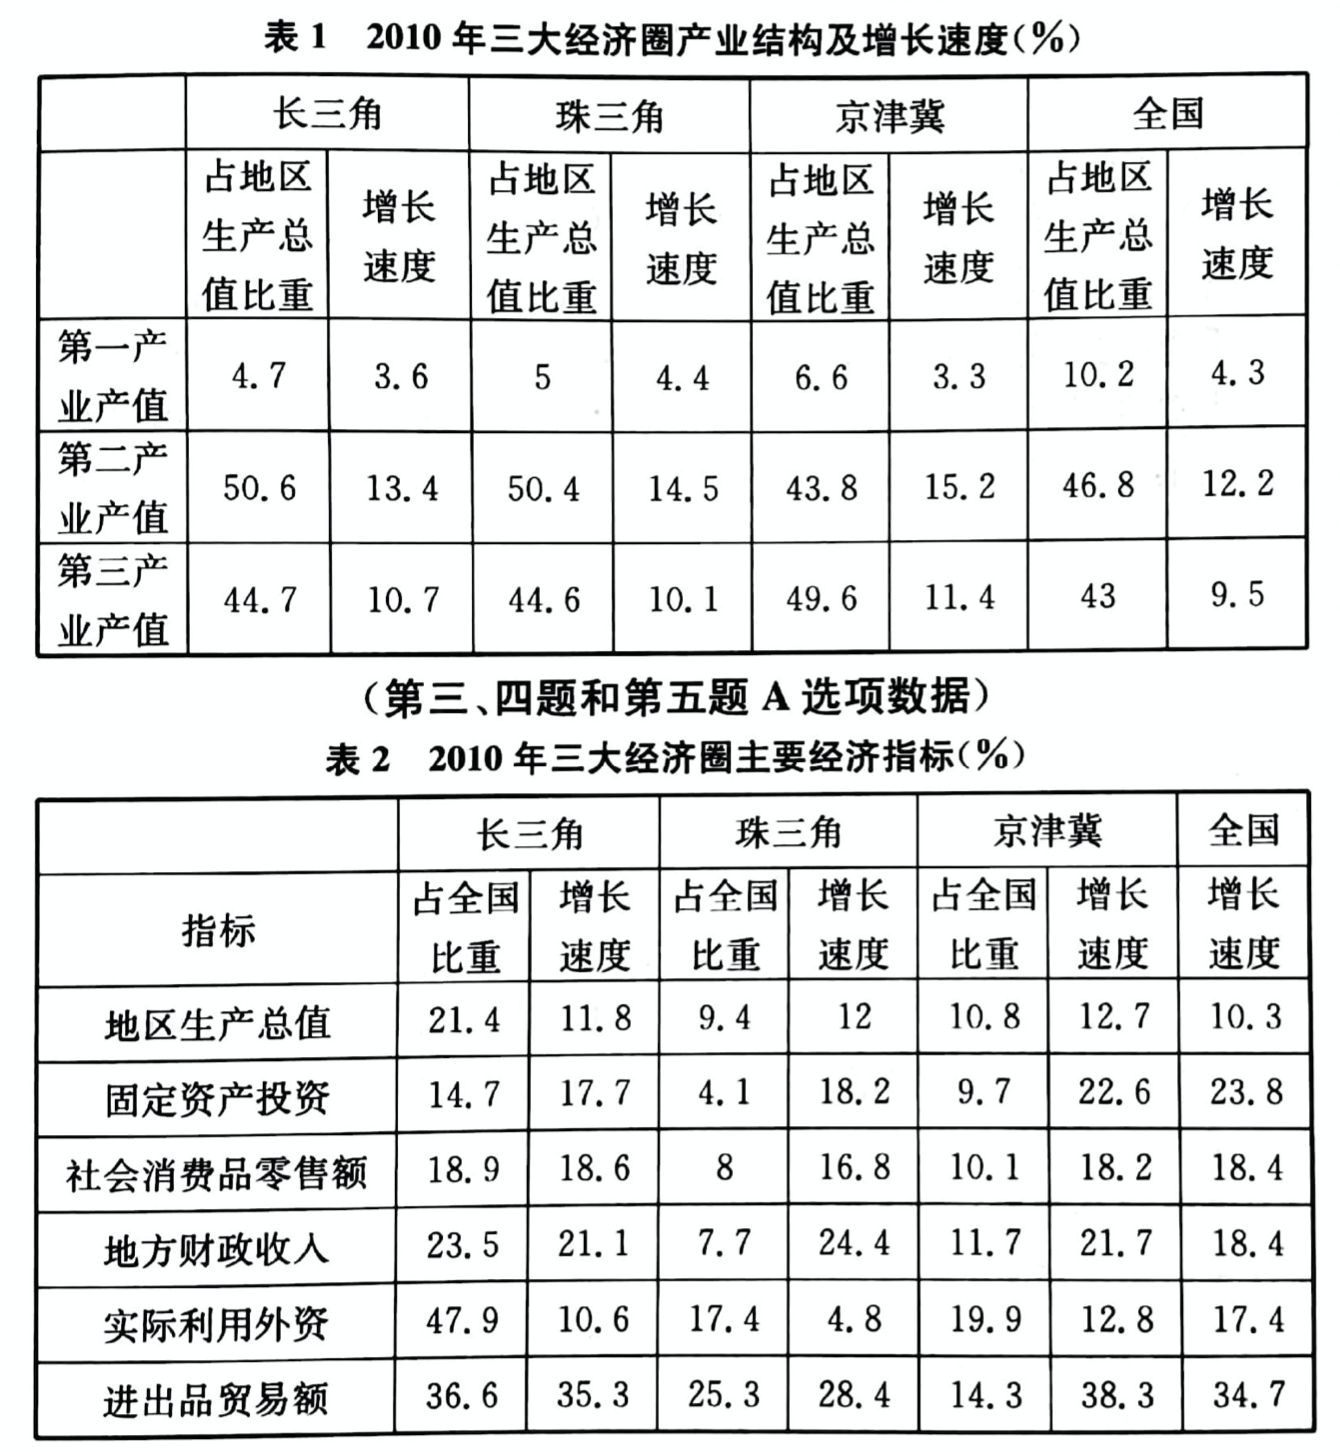 表1 2010年三大经济圈产业结构及增长速度(%)
长三角 珠三角 京津冀 全国
占地区 增长 占地区 增长 占地区 增长 占地区 增长
生产总 速度 生产总 速度 生产总 速度 生产总 速度
值比重 值比重 值比重 值比重
第一产
业产值 4.7 3.6 5 4.4 6.6 3.3 10.2 4.3
第二产
业产值 50.6 13.4 50.4 14.5 43.8 15.2 46.8 12.2
第三产
业产值 44.7 10.7 44.6 10.1 49.6 11.4 43 9.5
(第三、四题和第五题A选项数据)
表2 2010年三大经济圈主要经济指标(%)
长三角 珠三角 京津冀 全国
指标 占全国 增长 占全国 增长 占全国 增长 增长
比重 速度 比重 速度 比重 速度 速度
地区生产总值 21.4 11.8 9.4 12 10.8 12.7 10.3
固定资产投资 14.7 17.7 4.1 18.2 9.7 22.6 23.8
社会消费品零售额 18.9 18.6 8 16.8 10.1 18.2 18.4
地方财政收入 23.5 21.1 7.7 24.4 11.7 21.7 18.4
实际利用外资 47.9 10.6 17.4 4.8 19.9 12.8 17.4
进出品贸易额 36.6 35.3 25.3 28.4 14.3 38.3 34.7